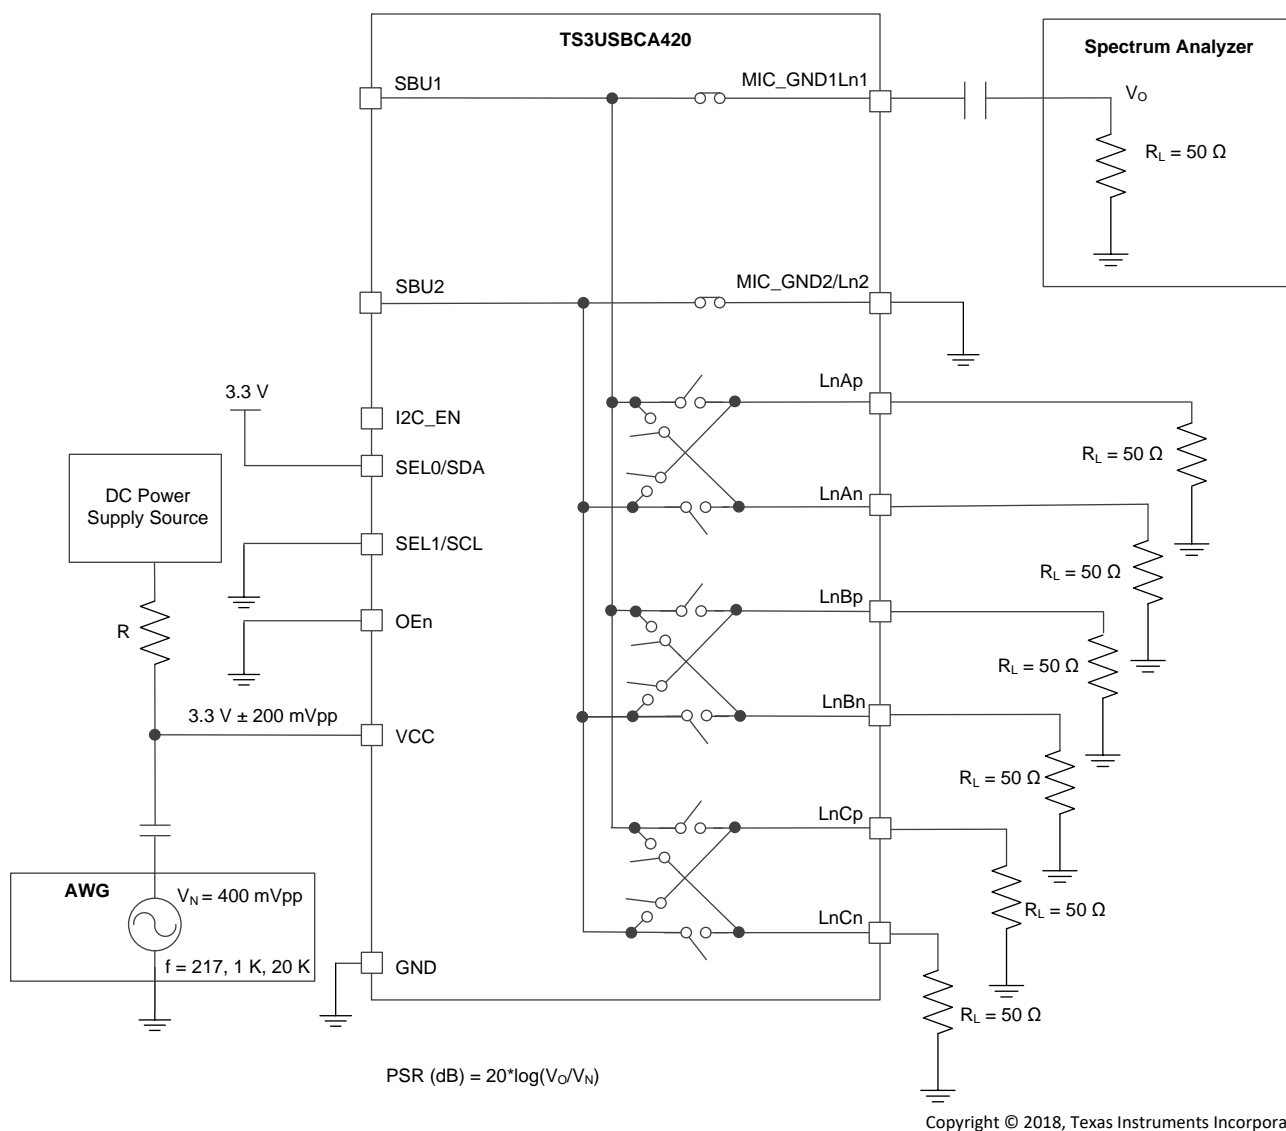 TS3USBCA420
Spectrum Analyzer
SBU1
MIC_GND1Ln1
VO
RL = 50 Ω
SBU2
MIC_GND2/Ln2
3.3 V
I2C_EN
SEL0/SDA
LnAp
RL = 50 Ω
DC Power
Supply Source
LnAn
SEL1/SCL
RL = 50 Ω
R
OEn
LnBp
RL = 50 Ω
3.3 V ± 200 mVpp
VCC
LnBn
RL = 50 Ω
LnCp
AWG
VN = 400 mVpp
f = 217, 1 K, 20 K
RL = 50 Ω
LnCn
GND
RL = 50 Ω
PSR (dB) = 20*log(VO/VN)
Copyright © 2018, Texas Instruments Incorpora